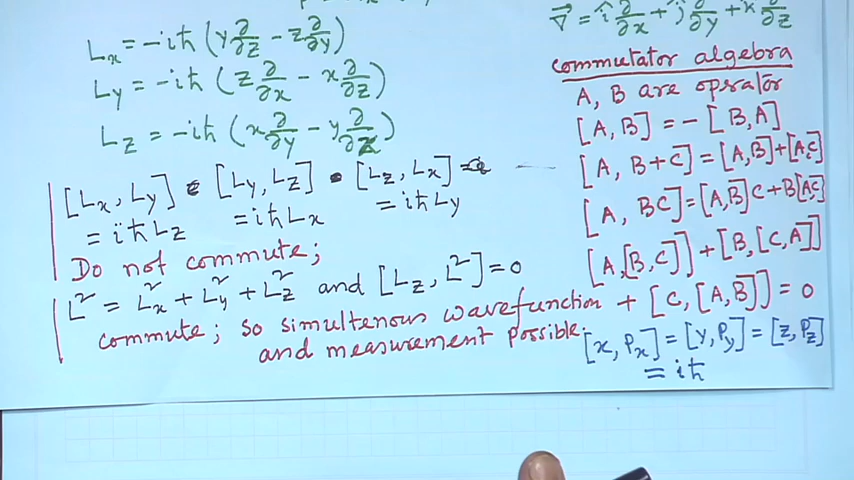 ∇⃗ = î ∂/∂x + ĵ ∂/∂y + k ∂/∂z
Lx = -iħ (y ∂/∂z - z ∂/∂y)
Ly = -iħ (z ∂/∂x - x ∂/∂z)
Lz = -iħ (x ∂/∂y - y ∂/∂x)
[Lx, Ly] [Ly, Lz] [Lz, Lx] =
= iħLz = iħLx = iħLy
Do not commute;
L² = Lx² + Ly² + Lz² and [Lz, L²] = 0
commute; so simultenous wavefunction
and measurement possible.
commutator algebra
A, B are oprator
[A, B] = - [B, A]
[A, B+C] = [A, B] + [A, C]
[A, BC] = [A, B]C + B[A, C]
[A, [B, C]] + [B, [C, A]]
+ [C, [A, B]] = 0
[x, Px] = [y, Py] = [z, Pz]
= iħ